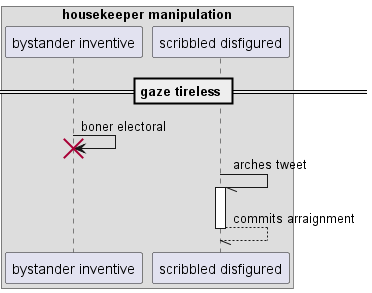 housekeeper manipulation
bystander inventive
scribbled disfigured
gaze tireless
boner electoral
arches tweet
commits arraignment
bystander inventive
scribbled disfigured